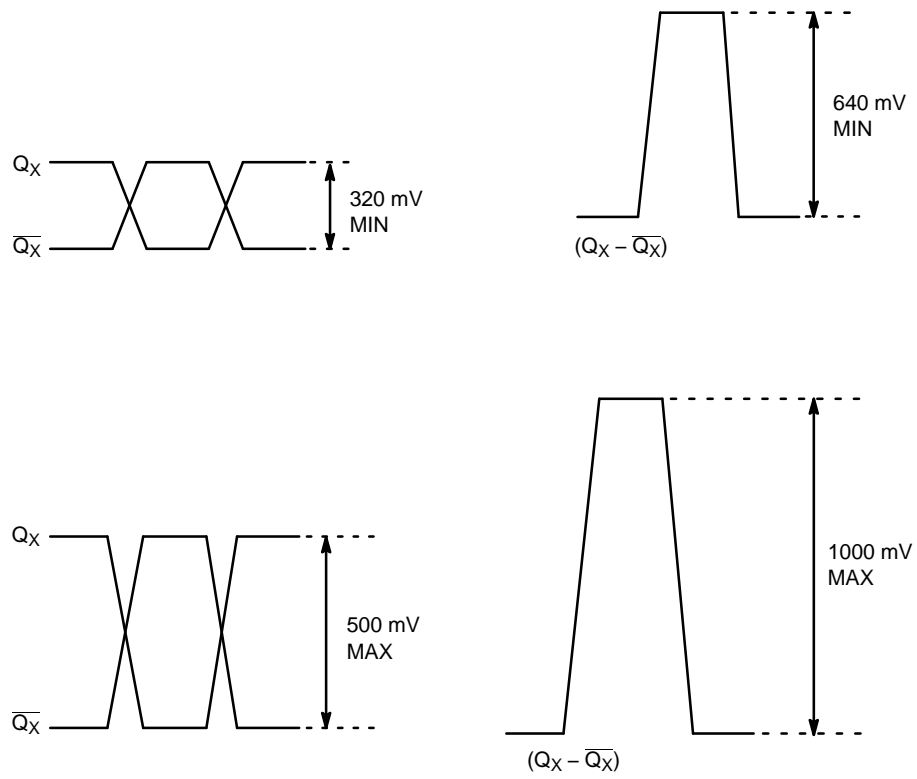 640 mV
MIN
Q_X
320 mV
MIN
Q̅_X̅
(Q_X – Q̅_X̅)
Q_X
1000 mV
MAX
500 mV
MAX
Q̅_X̅
(Q_X – Q̅_X̅)